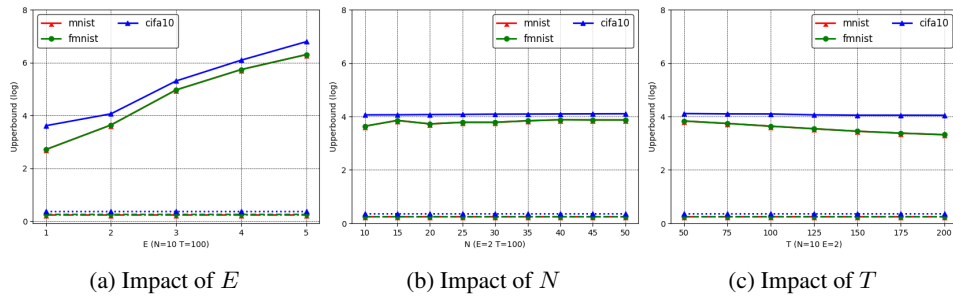 mnist
fmnist
cifa10
Upperbound (log)
8
6
4
2
0
1 2 3 4 5
E (N=10 T=100)
(a) Impact of E
mnist
fmnist
cifa10
Upperbound (log)
8
6
4
2
0
10 15 20 25 30 35 40 45 50
N (E=2 T=100)
(b) Impact of N
mnist
fmnist
cifa10
Upperbound (log)
8
6
4
2
0
50 75 100 125 150 175 200
T (N=10 E=2)
(c) Impact of T